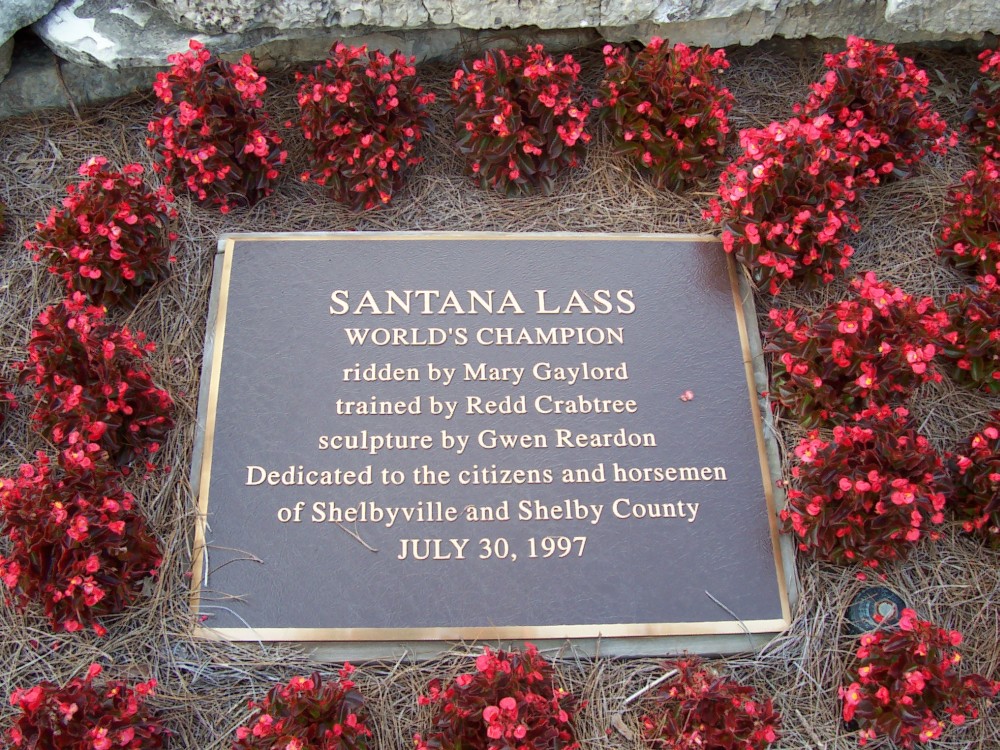 SANTANA LASS
WORLD'S CHAMPION
ridden by Mary Gaylord
trained by Redd Crabtree
sculpture by Gwen Reardon
Dedicated to the citizens and horsemen
of Shelbyville and Shelby County
JULY 30, 1997